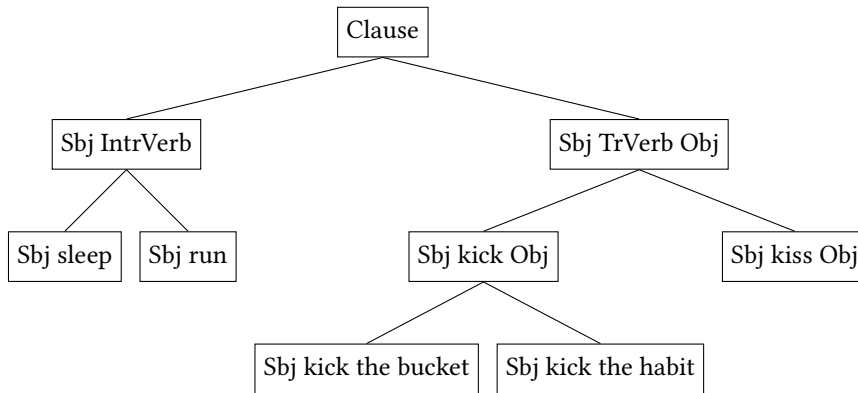 Clause
Sbj IntrVerb
Sbj TrVerb Obj
Sbj sleep
Sbj run
Sbj kick Obj
Sbj kiss Obj
Sbj kick the bucket
Sbj kick the habit